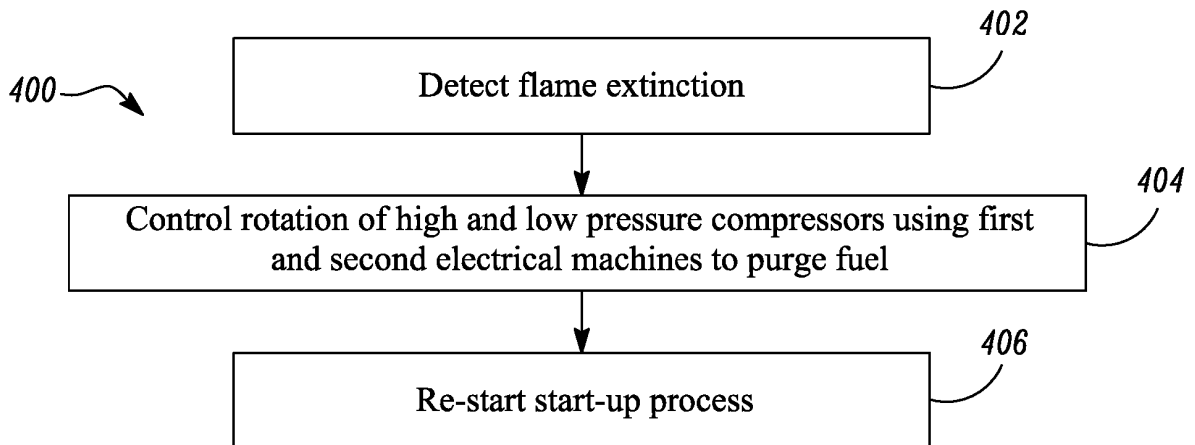 402
Detect flame extinction
400
404
Control rotation of high and low pressure compressors using first
and second electrical machines to purge fuel
406
Re-start start-up process